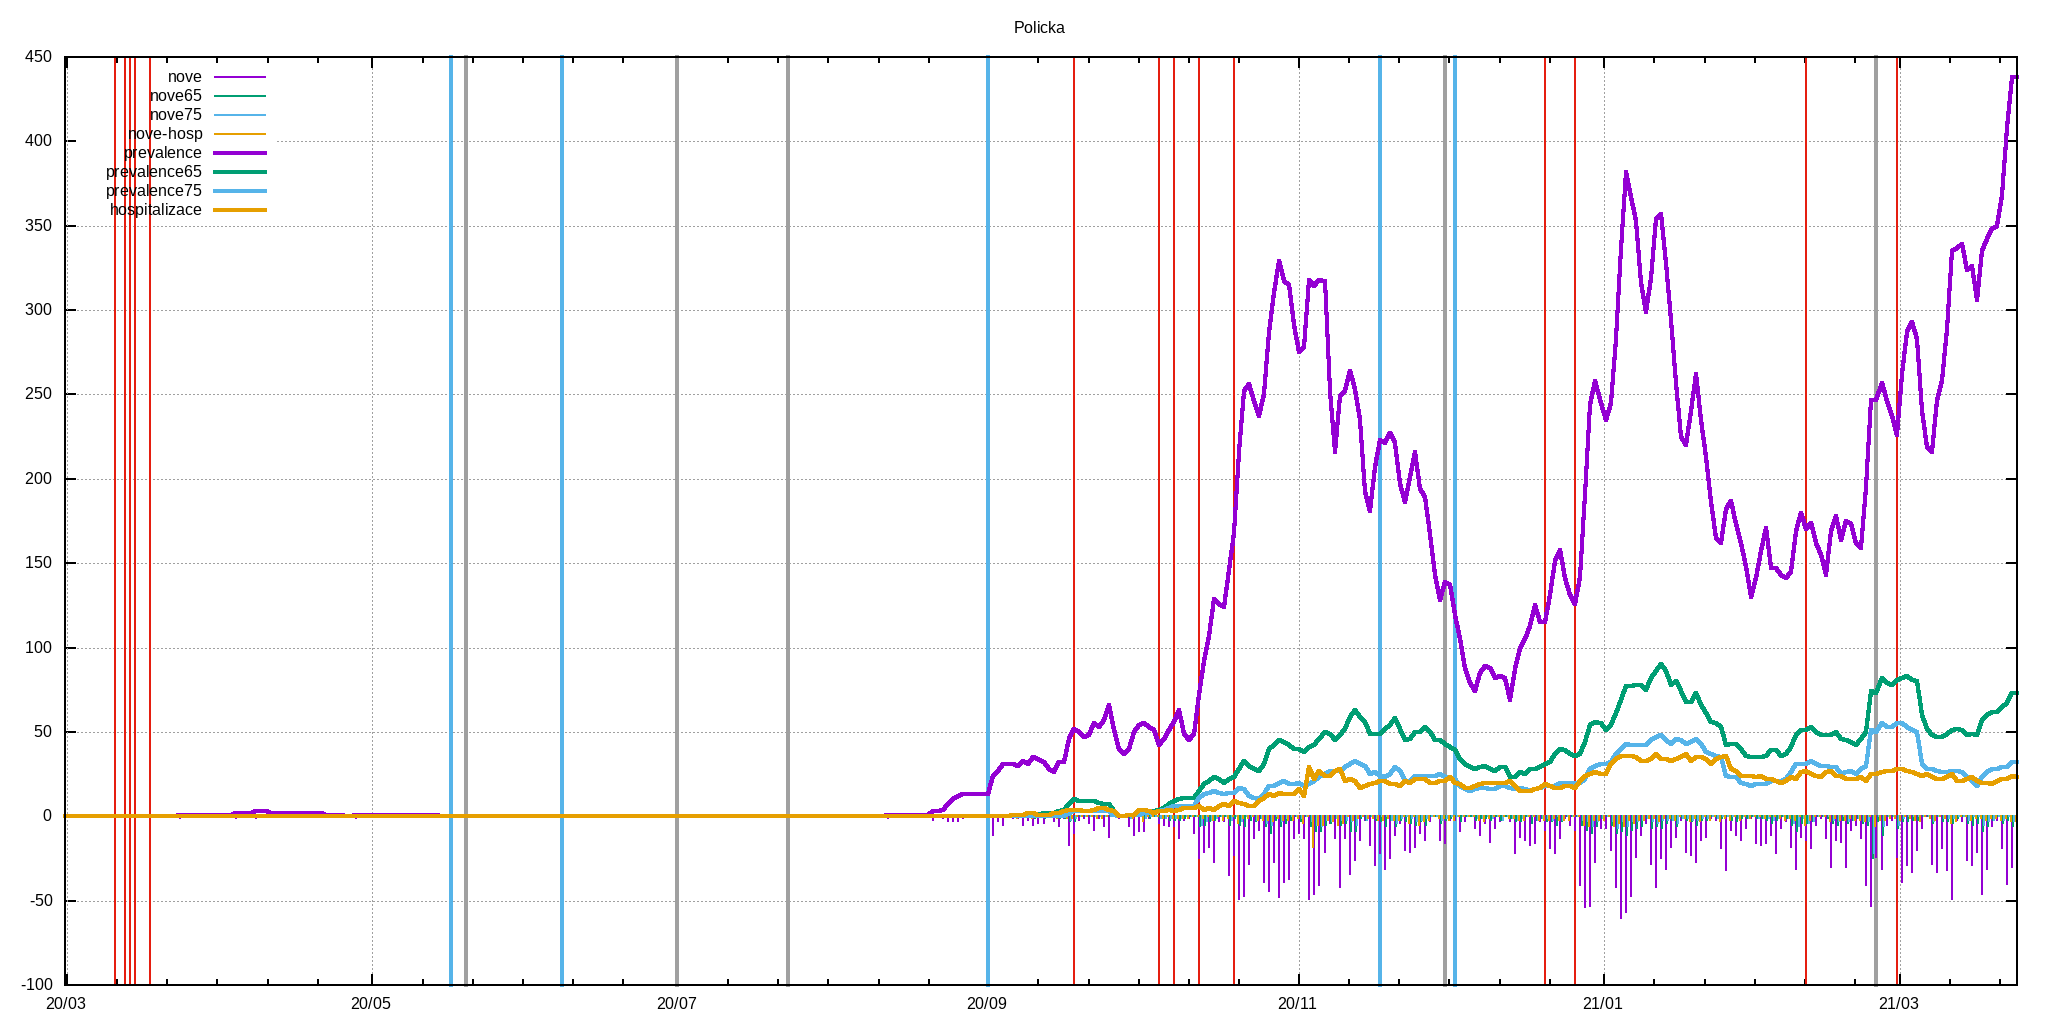 Policka
450
400
350
300
250
200
150
100
50
0
-50
-100
nove
nove65
nove75
nove-hosp
prevalence
prevalence65
prevalence75
hospitalizace
20/03 20/05 20/07 20/09 20/11 21/01 21/03